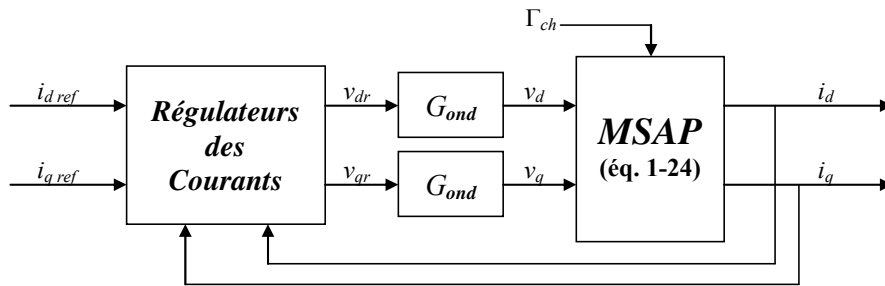 Γch
id ref
iq ref
Régulateurs
des
Courants
vdr
vqr
Gond
Gond
vd
vq
MSAP
(éq. 1-24)
id
iq